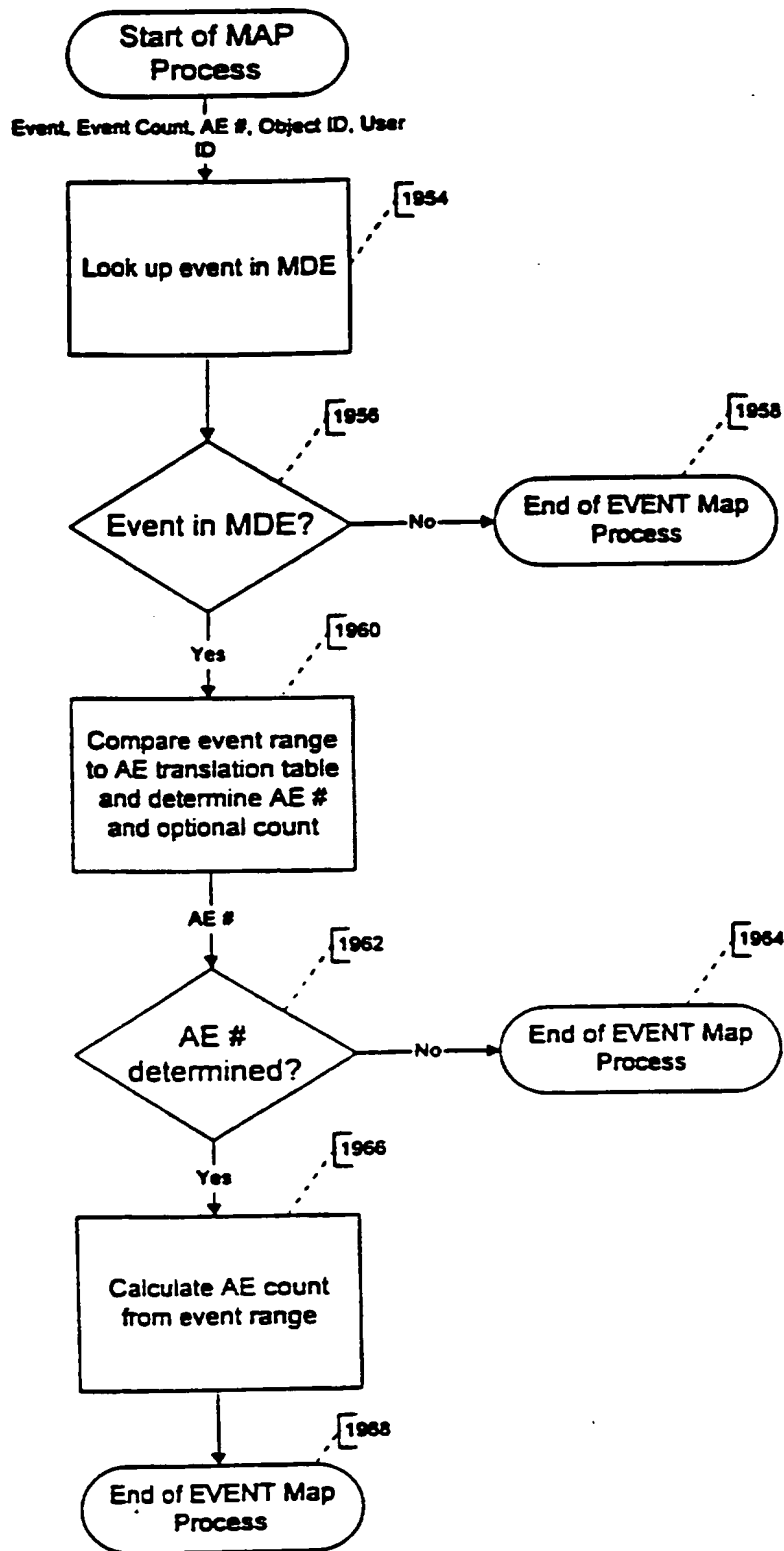 Start of MAP
Process
Event, Event Count, AE #, Object ID, User
ID
1954
Look up event in MDE
1956
1958
Event in MDE?
No
End of EVENT Map
Process
1960
Yes
Compare event range
to AE translation table
and determine AE #
and optional count
AE #
1962
1964
AE #
determined?
No
End of EVENT Map
Process
1966
Yes
Calculate AE count
from event range
1968
End of EVENT Map
Process